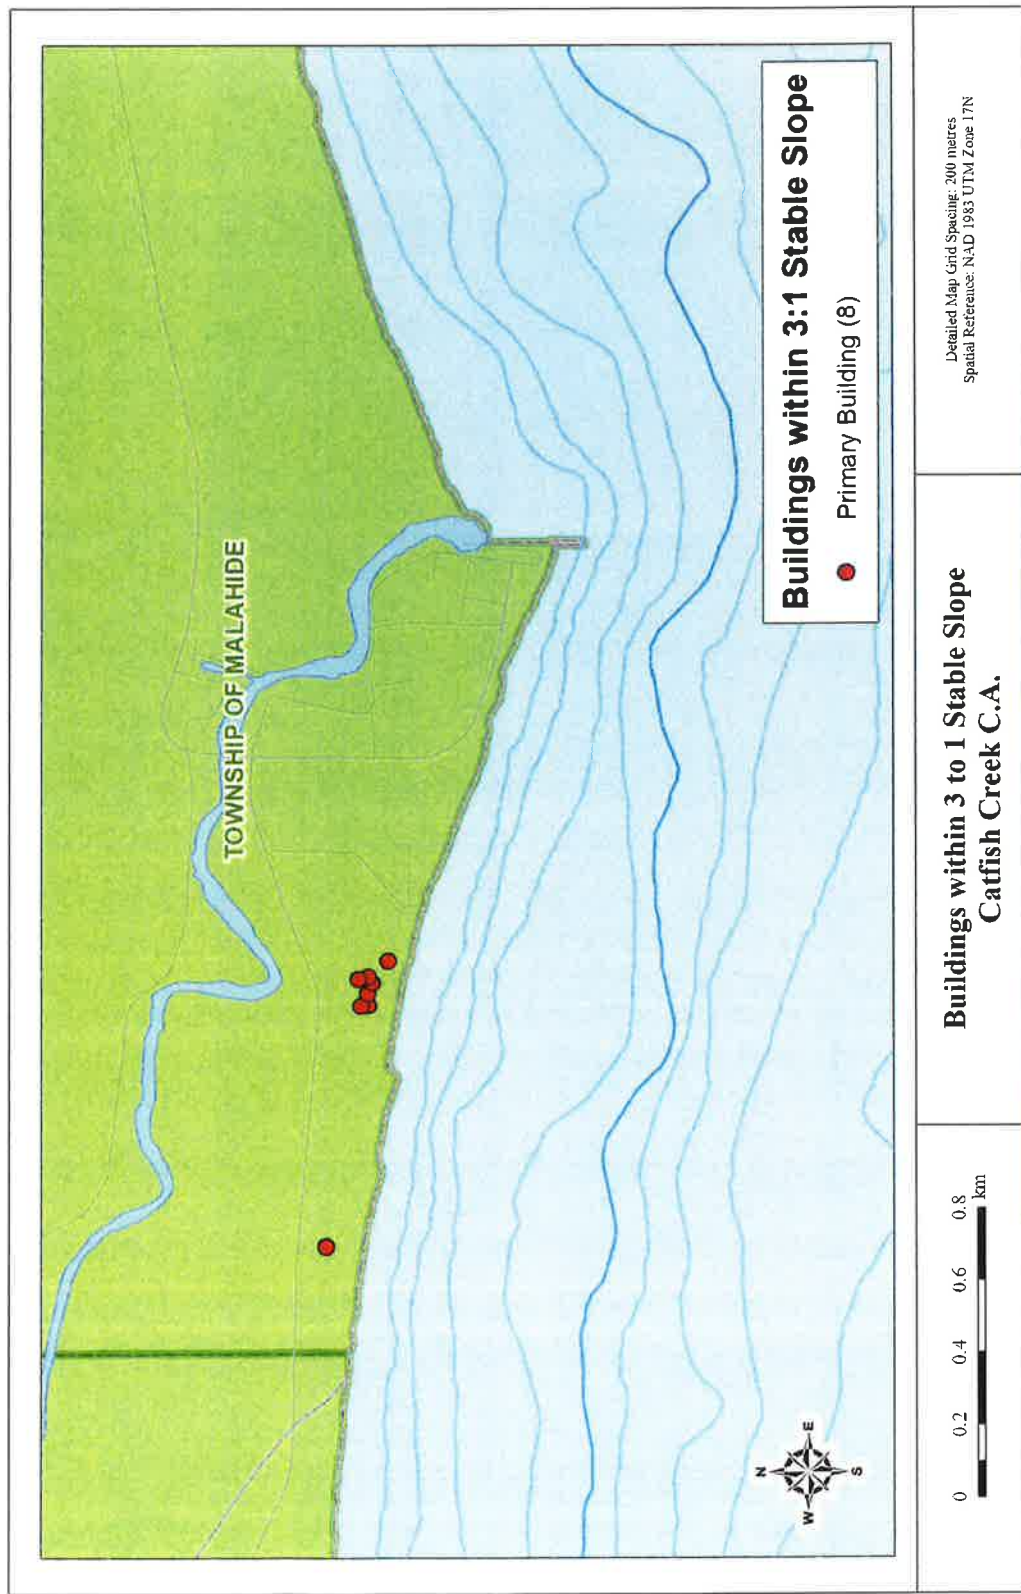 TOWNSHIP OF MALAHIDE
Buildings within 3:1 Stable Slope
Primary Building (8)
N
W
E
S
0 0.2 0.4 0.6 0.8
km
Buildings within 3 to 1 Stable Slope
Catfish Creek C.A.
Detailed Map Grid Spacing: 200 metres
Spatial Reference: NAD 1983 UTM Zone 17N